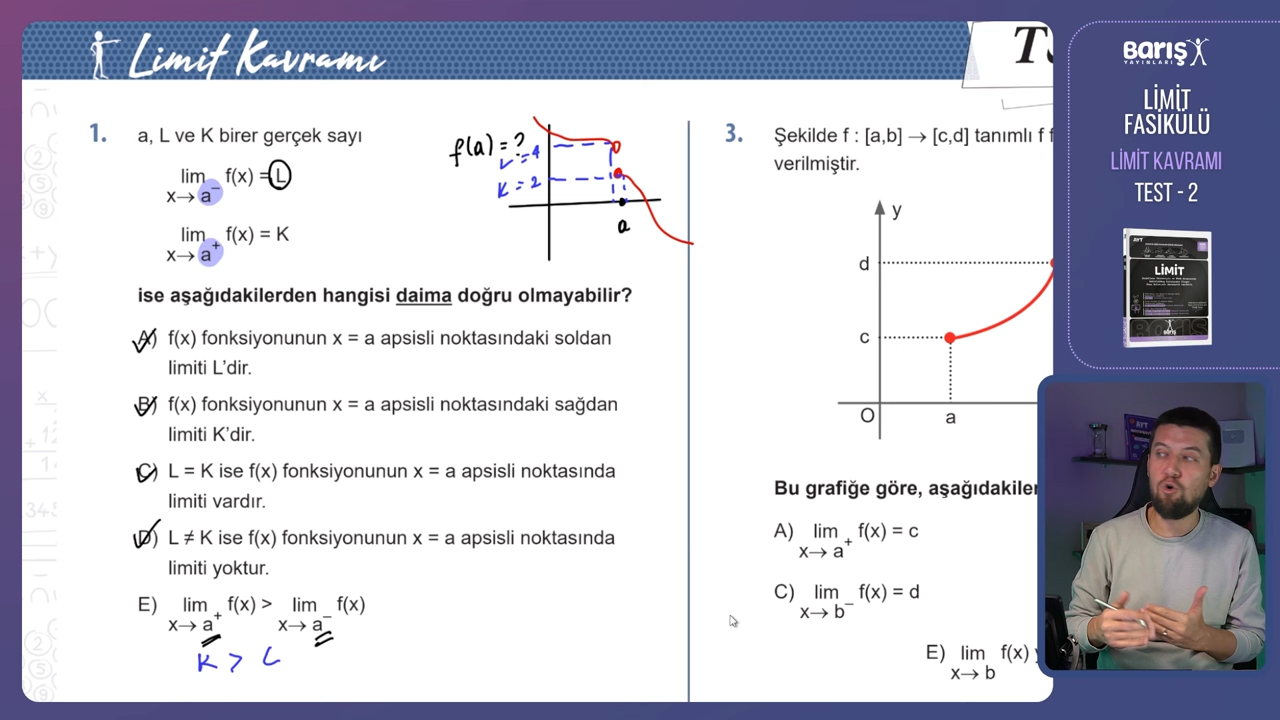 Limit Kavramı
1.
a, L ve K birer gerçek sayı
lim f(x) = L
x→ a⁻
lim f(x) = K
x→ a⁺
f(a) = ?
L = 4
K = 2
a
ise aşağıdakilerden hangisi daima doğru olmayabilir?
A) f(x) fonksiyonunun x = a apsisli noktasındaki soldan
limiti L'dir.
B) f(x) fonksiyonunun x = a apsisli noktasındaki sağdan
limiti K'dir.
C) L = K ise f(x) fonksiyonunun x = a apsisli noktasında
limiti vardır.
D) L ≠ K ise f(x) fonksiyonunun x = a apsisli noktasında
limiti yoktur.
E) lim f(x) > lim f(x)
x→ a⁺ x→ a⁻
K > L
3.
Şekilde f : [a,b] → [c,d] tanımlı f f
verilmiştir.
y
d
c
O
a
Bu grafiğe göre, aşağıdakiler
A) lim f(x) = c
x→ a⁺
C) lim f(x) = d
x→ b⁻
E) lim f(x) y
x→ b
BARIŞ
YAYINLARI
LİMİT
FASİKÜLÜ
LİMİT KAVRAMI
TEST - 2
AYT
LİMİT
BARIŞ